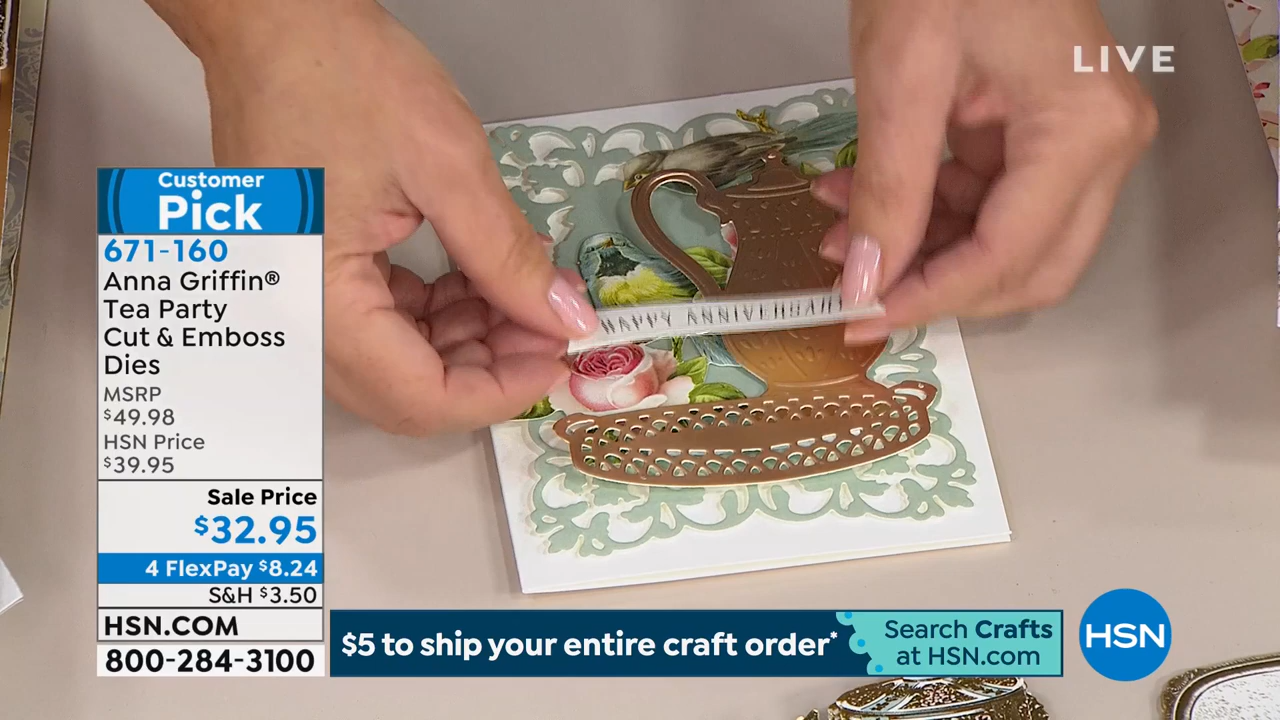 LIVE
Customer
Pick
671-160
Anna Griffin®
Tea Party
Cut & Emboss
Dies
MSRP
$49.98
HSN Price
$39.95
Sale Price
$32.95
4 FlexPay $8.24
S&H $3.50
HSN.COM
800-284-3100
HAPPY ANNIVERSAR
$5 to ship your entire craft order*
Search Crafts
at HSN.com
HSN